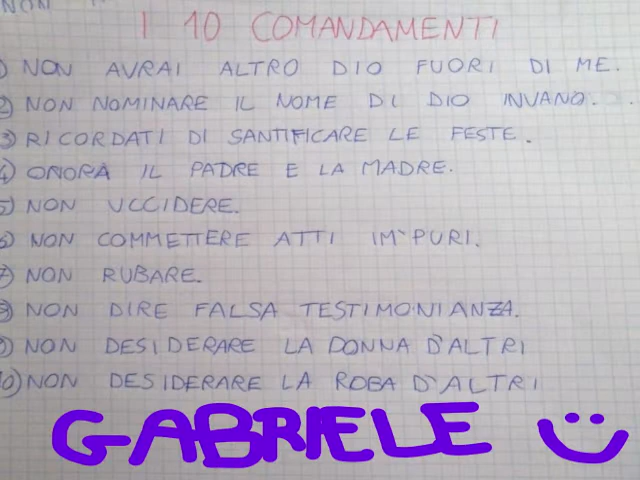 NON
I 10 COMANDAMENTI
1) NON AVRAI ALTRO DIO FUORI DI ME.
2) NON NOMINARE IL NOME DI DIO INVANO.
3) RICORDATI DI SANTIFICARE LE FESTE.
4) ONORA IL PADRE E LA MADRE.
5) NON UCCIDERE.
6) NON COMMETTERE ATTI IMPURI.
7) NON RUBARE.
8) NON DIRE FALSA TESTIMONIANZA.
9) NON DESIDERARE LA DONNA D'ALTRI
10) NON DESIDERARE LA ROBA D'ALTRI
GABRIELE